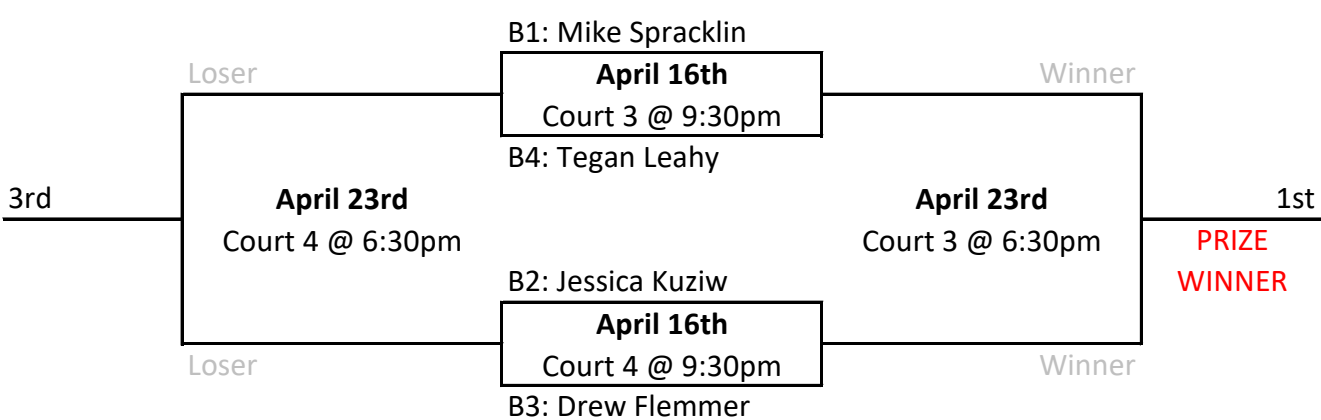 B1: Mike Spracklin
Loser
April 16th
Winner
Court 3 @ 9:30pm
B4: Tegan Leahy
3rd
April 23rd
April 23rd
1st
Court 4 @ 6:30pm
Court 3 @ 6:30pm
PRIZE
B2: Jessica Kuziw
WINNER
April 16th
Loser
Court 4 @ 9:30pm
Winner
B3: Drew Flemmer